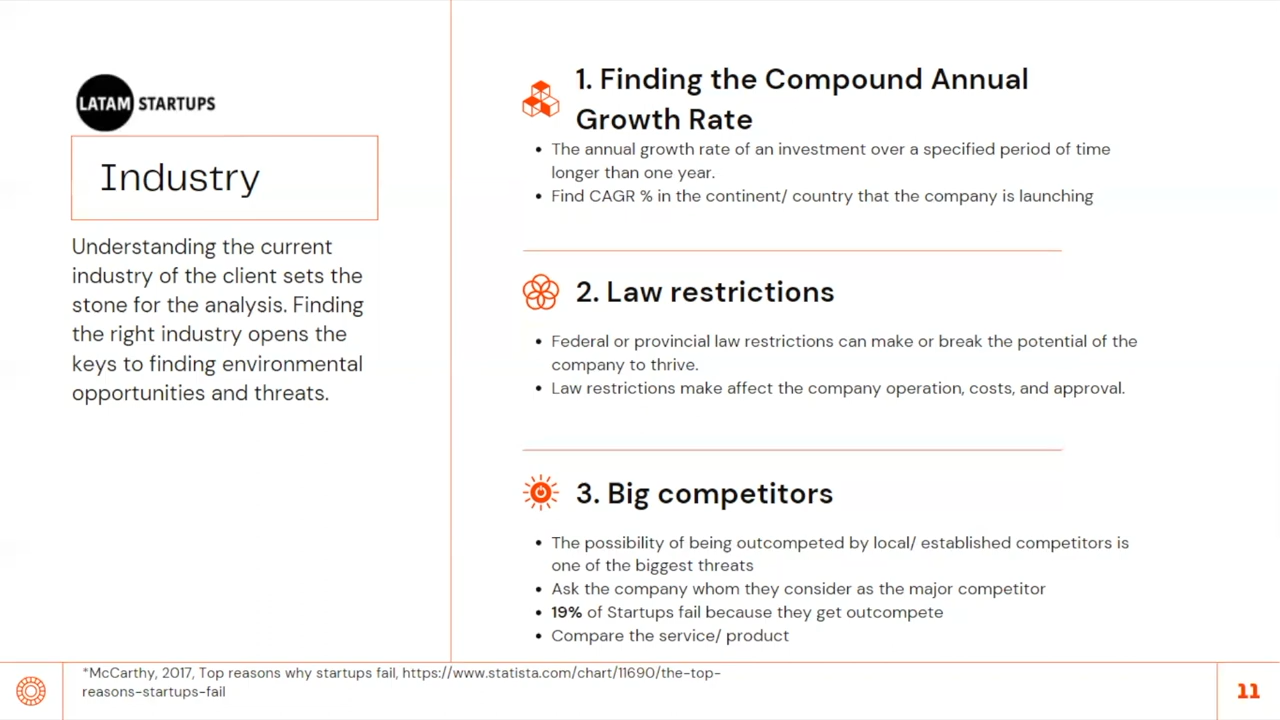 LATAM STARTUPS
Industry
Understanding the current
industry of the client sets the
stone for the analysis. Finding
the right industry opens the
keys to finding environmental
opportunities and threats.
1. Finding the Compound Annual
Growth Rate
• The annual growth rate of an investment over a specified period of time
longer than one year.
• Find CAGR % in the continent/ country that the company is launching
2. Law restrictions
• Federal or provincial law restrictions can make or break the potential of the
company to thrive.
• Law restrictions make affect the company operation, costs, and approval.
3. Big competitors
• The possibility of being outcompeted by local/ established competitors is
one of the biggest threats
• Ask the company whom they consider as the major competitor
• 19% of Startups fail because they get outcompete
• Compare the service/ product
*McCarthy, 2017, Top reasons why startups fail, https://www.statista.com/chart/11690/the-top-
reasons-startups-fail
11